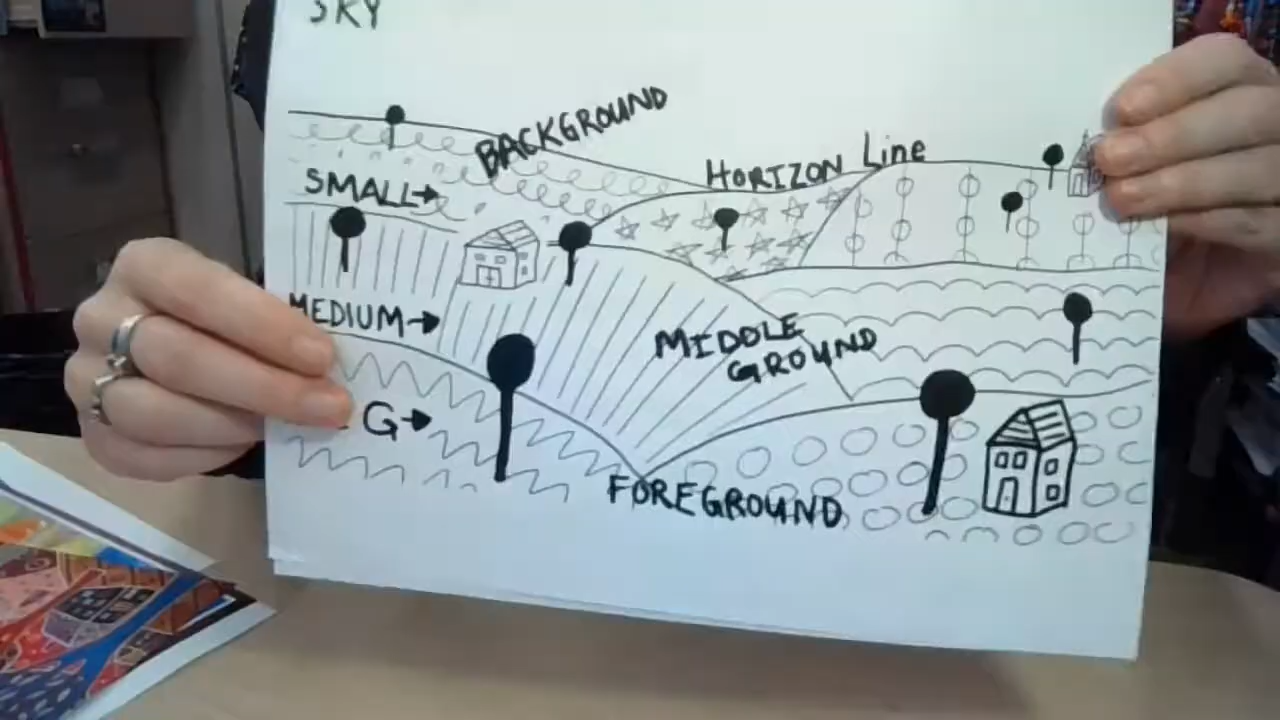 SKY
BACKGROUND
HORIZON Line
SMALL
MEDIUM
MIDDLE
GROUND
G
FOREGROUND